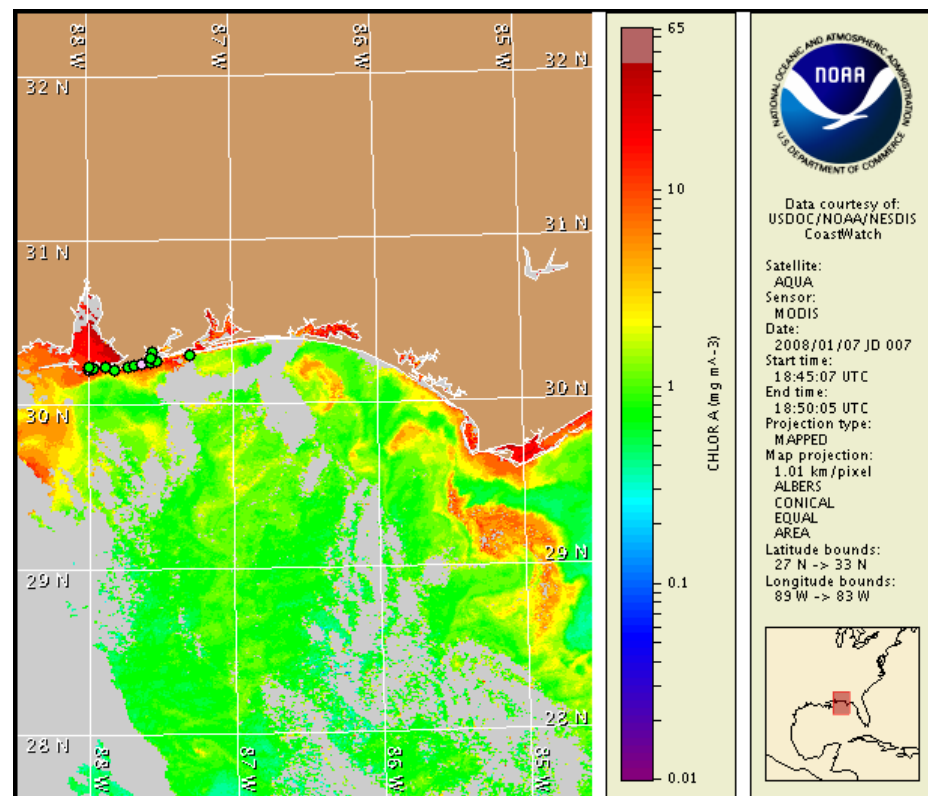 88 W
87 W
86 W
85 W
32 N
32 N
31 N
31 N
30 N
30 N
29 N
29 N
28 N
28 N
88 W
87 W
86 W
85 W
65
10
1
0.1
0.01
CHLOR A (mg m^-3)
NATIONAL OCEANIC AND ATMOSPHERIC ADMINISTRATION
NOAA
U.S. DEPARTMENT OF COMMERCE
Data courtesy of:
USDOC/NOAA/NESDIS
CoastWatch
Satellite:
AQUA
Sensor:
MODIS
Date:
2008/01/07 JD 007
Start time:
18:45:07 UTC
End time:
18:50:05 UTC
Projection type:
MAPPED
Map projection:
1.01 km/pixel
ALBERS
CONICAL
EQUAL
AREA
Latitude bounds:
27 N -> 33 N
Longitude bounds:
89 W -> 83 W